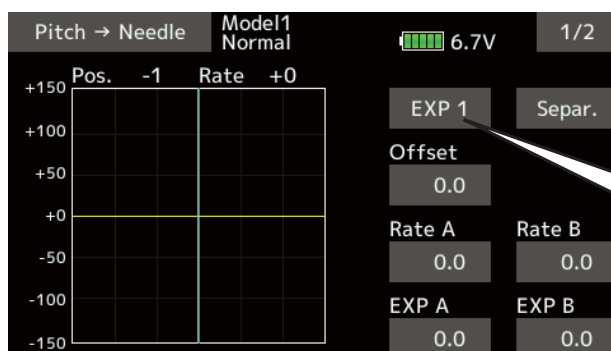 Pitch → Needle Model1 Normal 6.7V 1/2
Pos. -1 Rate +0
+150
+100
+50
+0
-50
-100
-150
EXP 1 Separ.
Offset
0.0
Rate A Rate B
0.0 0.0
EXP A EXP B
0.0 0.0